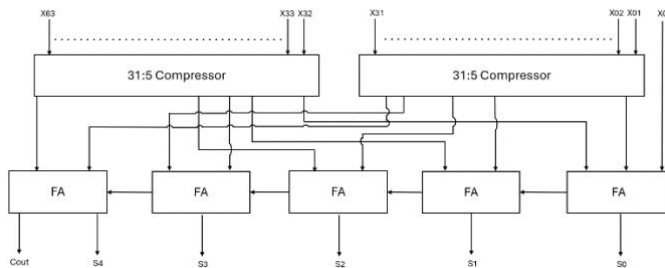 X63 X33 X32 X31 X02 X01
31:5 Compressor 31:5 Compressor
FA FA FA FA FA
Cout S4 S3 S2 S1 S0